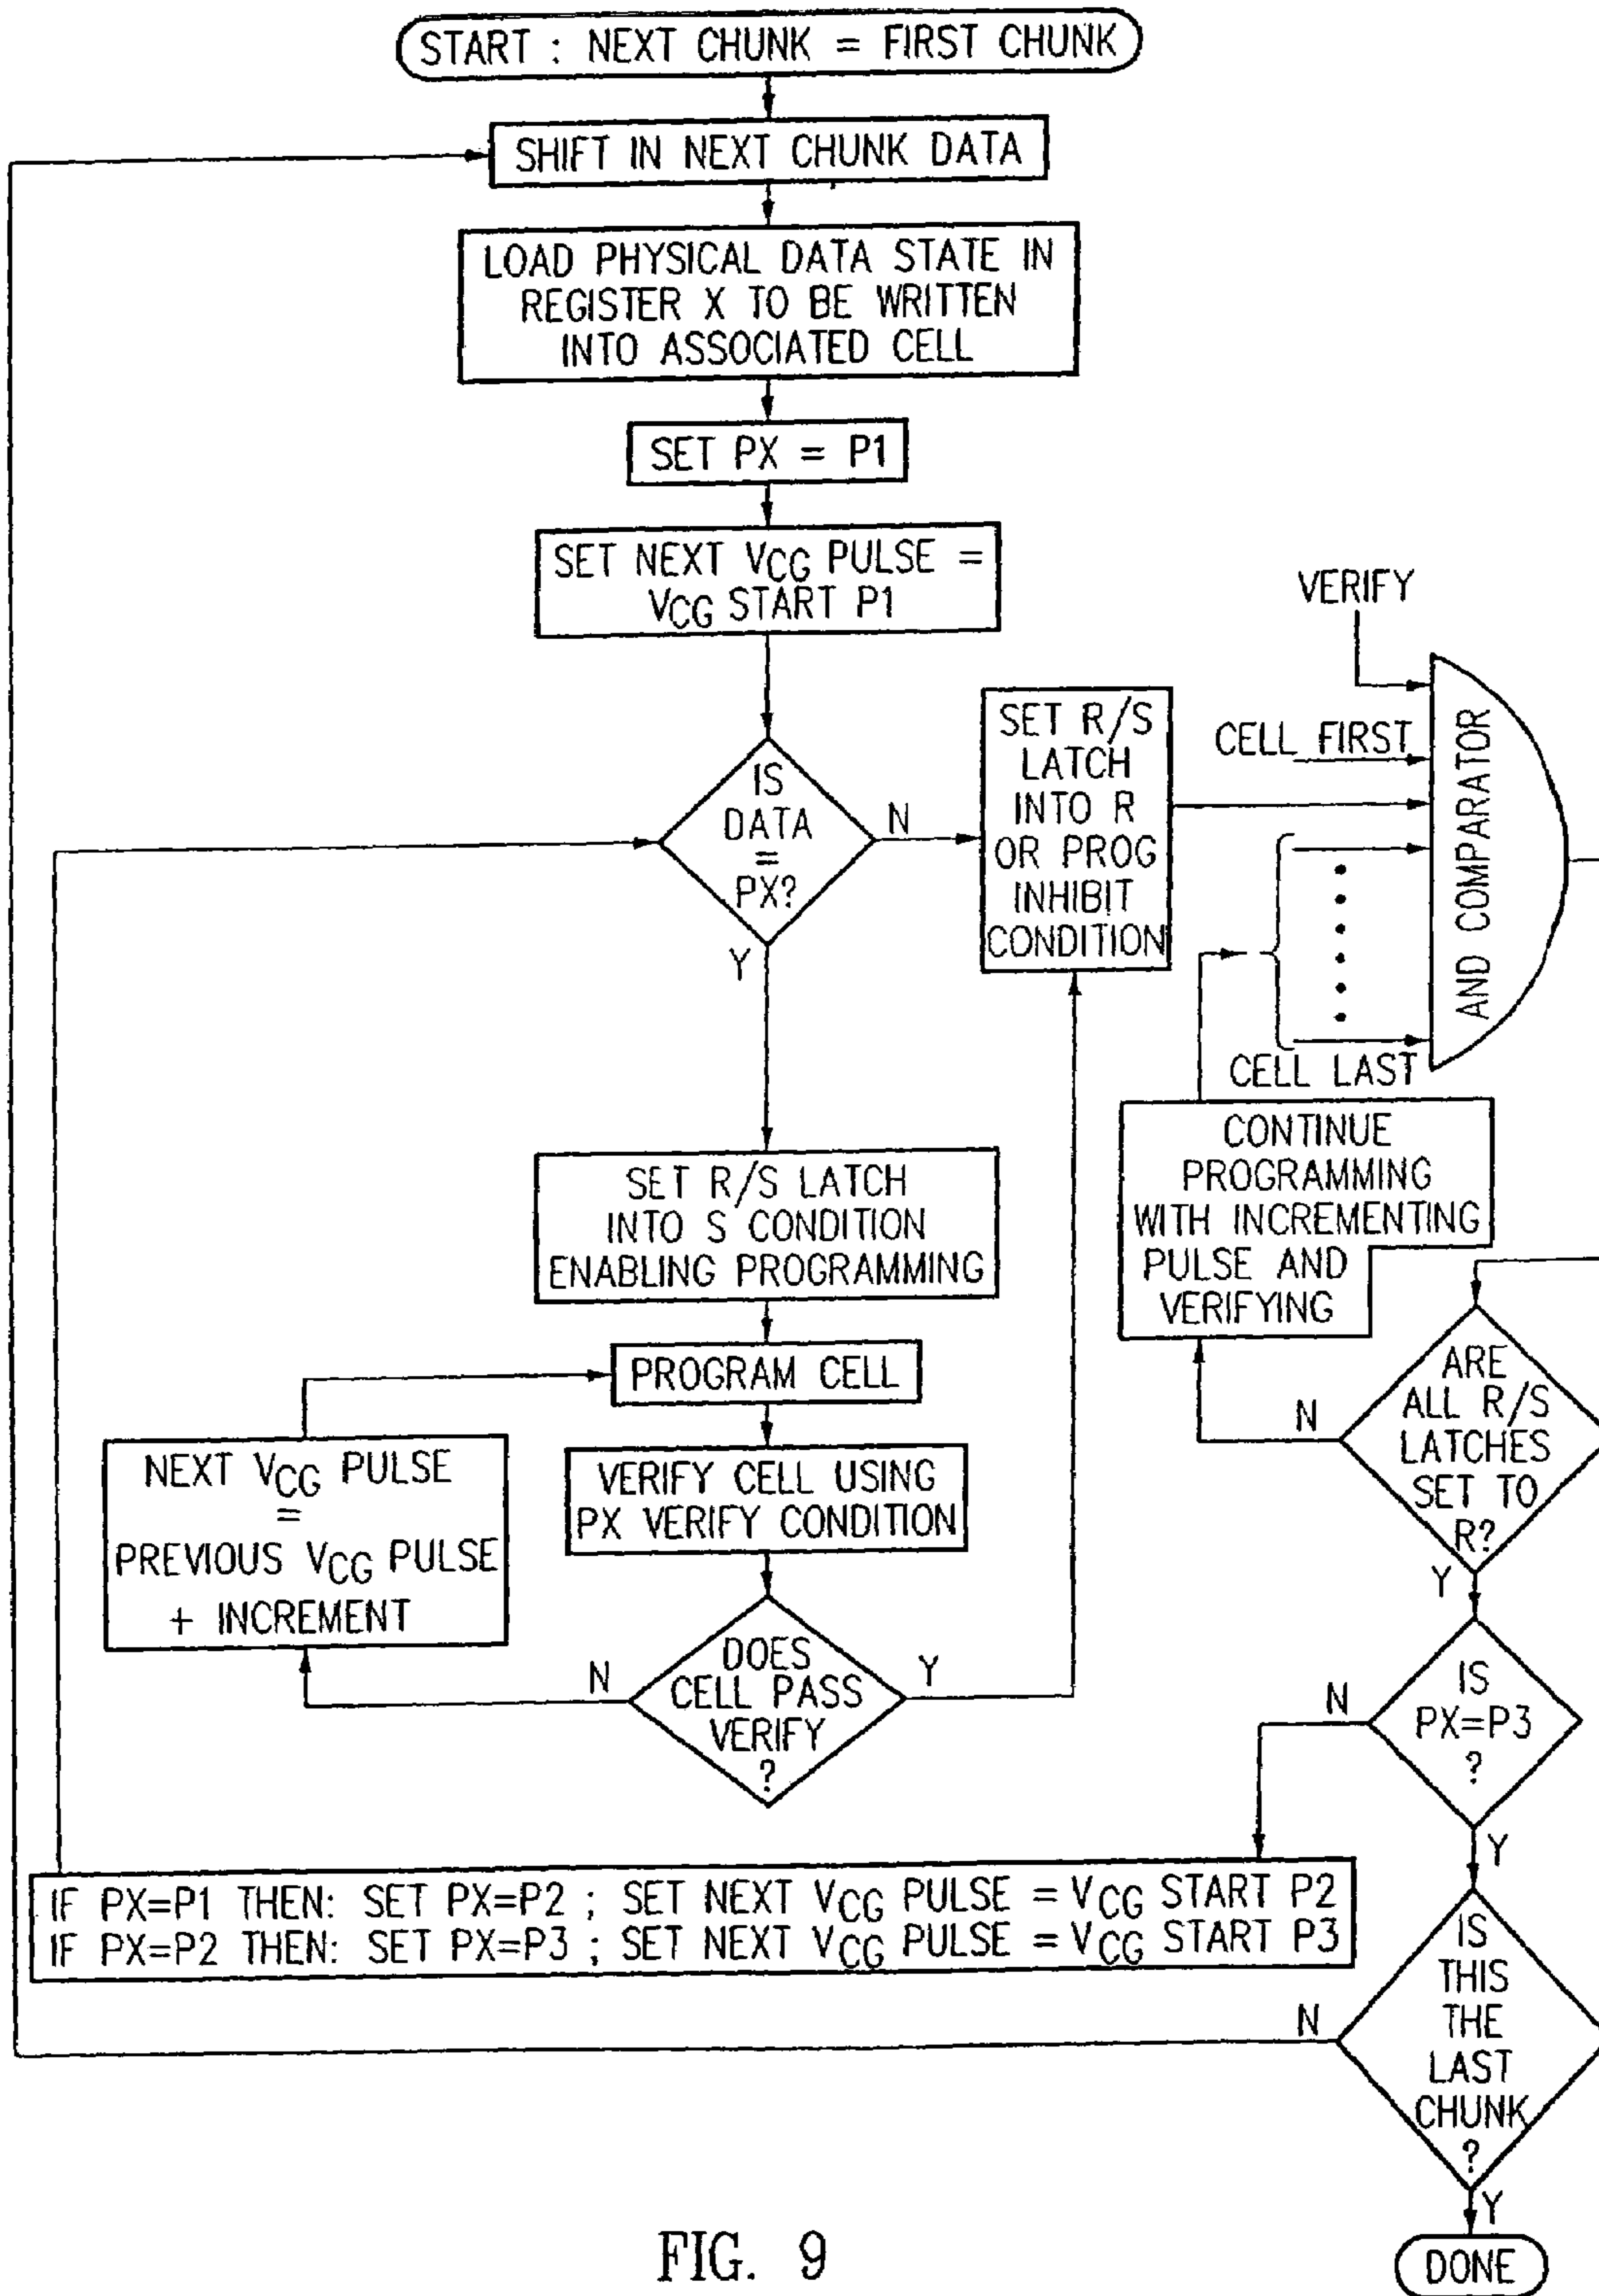 START : NEXT CHUNK = FIRST CHUNK
SHIFT IN NEXT CHUNK DATA
LOAD PHYSICAL DATA STATE IN
REGISTER X TO BE WRITTEN
INTO ASSOCIATED CELL
SET PX = P1
SET NEXT VCG PULSE =
VCG START P1
IS
DATA
=
PX?
N
Y
SET R/S
LATCH
INTO R
OR PROG
INHIBIT
CONDITION
VERIFY
CELL FIRST
CELL LAST
AND COMPARATOR
SET R/S LATCH
INTO S CONDITION
ENABLING PROGRAMMING
PROGRAM CELL
VERIFY CELL USING
PX VERIFY CONDITION
DOES
CELL PASS
VERIFY
?
N
Y
NEXT VCG PULSE
=
PREVIOUS VCG PULSE
+ INCREMENT
CONTINUE
PROGRAMMING
WITH INCREMENTING
PULSE AND
VERIFYING
ARE
ALL R/S
LATCHES
SET TO
R?
N
Y
IS
PX=P3
?
N
Y
IF PX=P1 THEN: SET PX=P2 ; SET NEXT VCG PULSE = VCG START P2
IF PX=P2 THEN: SET PX=P3 ; SET NEXT VCG PULSE = VCG START P3
IS
THIS
THE
LAST
CHUNK
?
N
Y
DONE
FIG. 9